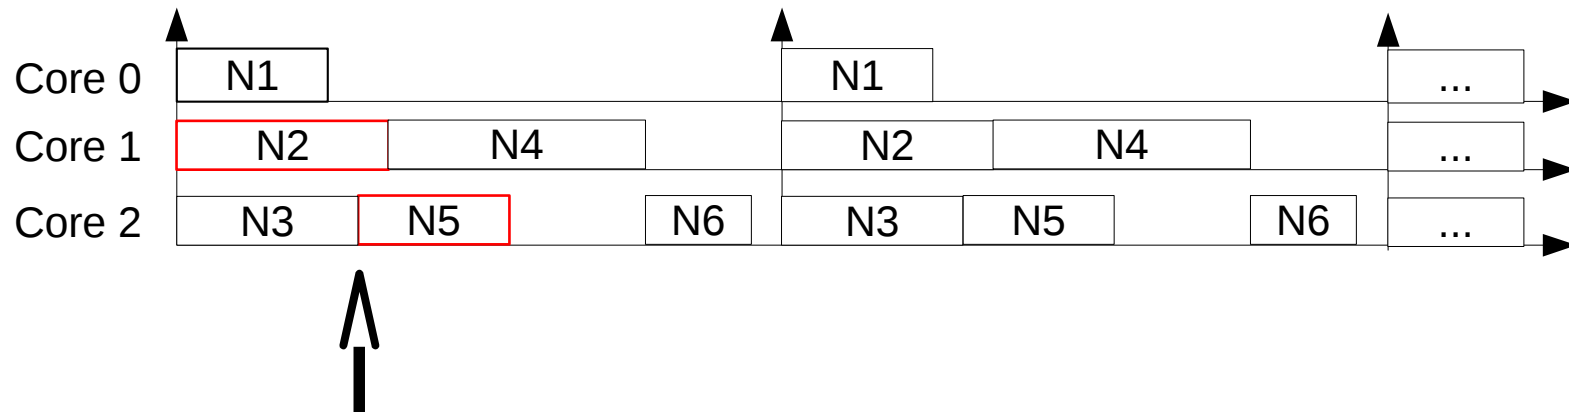 Core 0 N1 N1 ...
Core 1 N2 N4 N2 N4 ...
Core 2 N3 N5 N6 N3 N5 N6 ...